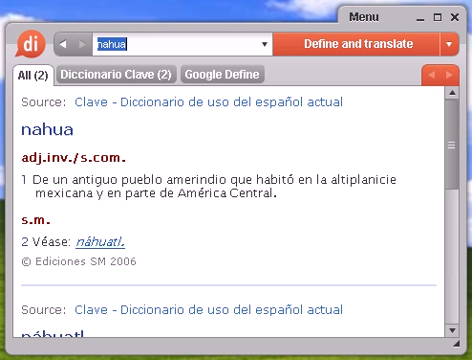 Menu
di
nahua
Define and translate
All (2)
Diccionario Clave (2)
Google Define
Source: Clave - Diccionario de uso del español actual
nahua
adj.inv./s.com.
1 De un antiguo pueblo amerindio que habitó en la altiplanicie
mexicana y en parte de América Central.
s.m.
2 Véase: náhuatl.
© Ediciones SM 2006
Source: Clave - Diccionario de uso del español actual
náhuatl